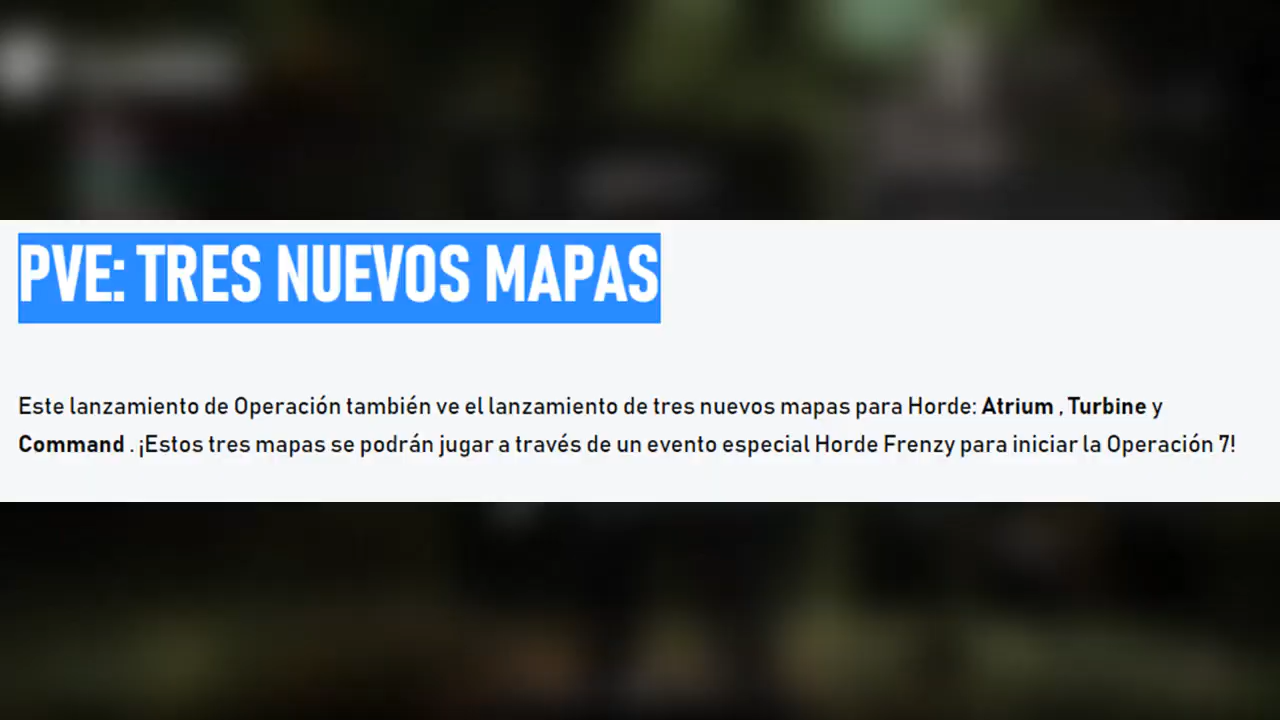 PVE: TRES NUEVOS MAPAS
Este lanzamiento de Operación también ve el lanzamiento de tres nuevos mapas para Horde: Atrium , Turbine y
Command . ¡Estos tres mapas se podrán jugar a través de un evento especial Horde Frenzy para iniciar la Operación 7!